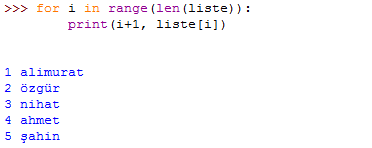 >>> for i in range(len(liste)):
        print(i+1, liste[i])
1 alimurat
2 özgür
3 nihat
4 ahmet
5 şahin